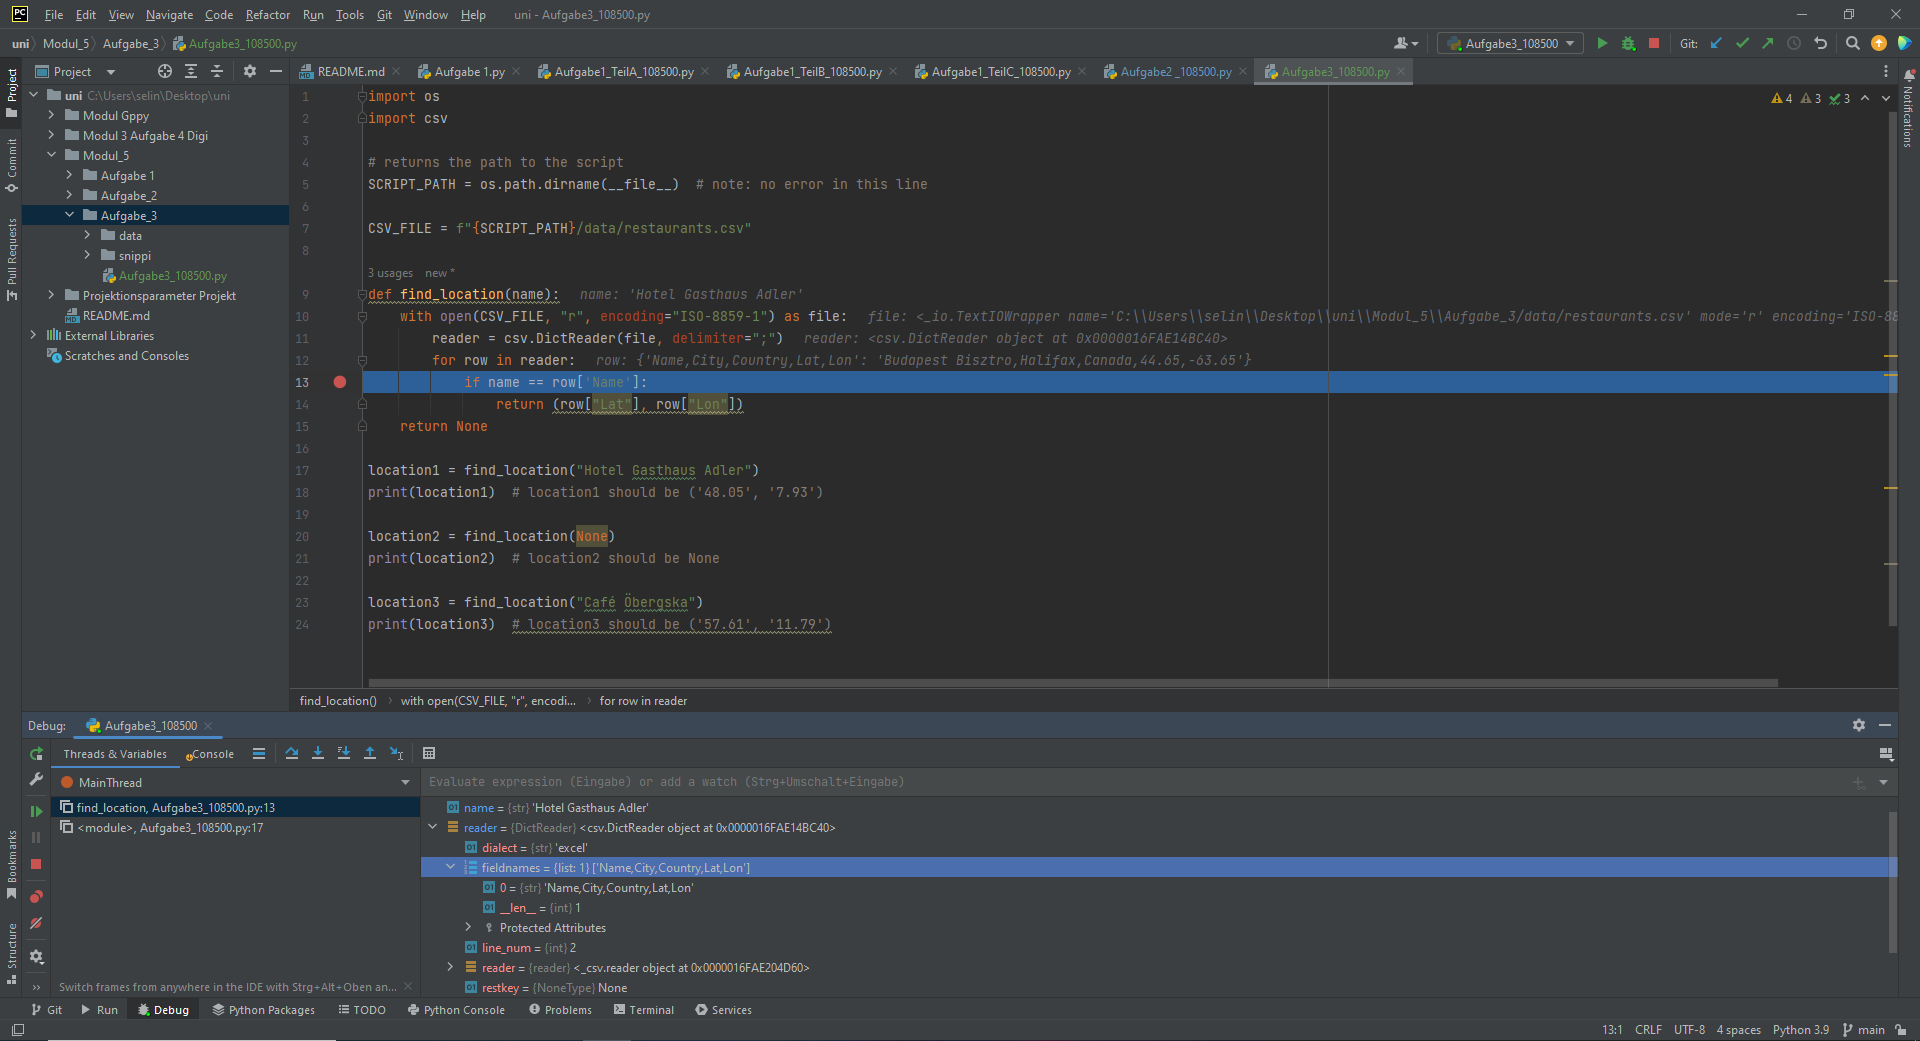 File Edit View Navigate Code Refactor Run Tools Git Window Help uni - Aufgabe3_108500.py
uni Modul_5 Aufgabe_3 Aufgabe3_108500.py
Aufgabe3_108500 Git:
Project
README.md Aufgabe 1.py Aufgabe1_TeilA_108500.py Aufgabe1_TeilB_108500.py Aufgabe1_TeilC_108500.py Aufgabe2 _108500.py Aufgabe3_108500.py
Project
Commit
Pull Requests
Bookmarks
Structure
Notifications
uni C:\Users\selin\Desktop\uni
Modul Gppy
Modul 3 Aufgabe 4 Digi
Modul_5
Aufgabe 1
Aufgabe_2
Aufgabe_3
data
snippi
Aufgabe3_108500.py
Projektionsparameter Projekt
README.md
External Libraries
Scratches and Consoles
4 3 3
1 import os
2 import csv
3
4 # returns the path to the script
5 SCRIPT_PATH = os.path.dirname(__file__)  # note: no error in this line
6
7 CSV_FILE = f"{SCRIPT_PATH}/data/restaurants.csv"
8
3 usages new *
9 def find_location(name): name: 'Hotel Gasthaus Adler'
10 with open(CSV_FILE, "r", encoding="ISO-8859-1") as file: file: <_io.TextIOWrapper name='C:\\Users\\selin\\Desktop\\uni\\Modul_5\\Aufgabe_3/data/restaurants.csv' mode='r' encoding='ISO-88
11 reader = csv.DictReader(file, delimiter=";") reader: <csv.DictReader object at 0x0000016FAE14BC40>
12 for row in reader: row: {'Name,City,Country,Lat,Lon': 'Budapest Bisztro,Halifax,Canada,44.65,-63.65'}
13 if name == row['Name']:
14 return (row["Lat"], row["Lon"])
15 return None
16
17 location1 = find_location("Hotel Gasthaus Adler")
18 print(location1)  # location1 should be ('48.05', '7.93')
19
20 location2 = find_location(None)
21 print(location2)  # location2 should be None
22
23 location3 = find_location("Café Öbergska")
24 print(location3)  # location3 should be ('57.61', '11.79')
find_location() with open(CSV_FILE, "r", encodi... for row in reader
Debug: Aufgabe3_108500
Threads & Variables Console
MainThread
find_location, Aufgabe3_108500.py:13
<module>, Aufgabe3_108500.py:17
Switch frames from anywhere in the IDE with Strg+Alt+Oben an...
Evaluate expression (Eingabe) or add a watch (Strg+Umschalt+Eingabe)
name = {str} 'Hotel Gasthaus Adler'
reader = {DictReader} <csv.DictReader object at 0x0000016FAE14BC40>
dialect = {str} 'excel'
fieldnames = {list: 1} ['Name,City,Country,Lat,Lon']
0 = {str} 'Name,City,Country,Lat,Lon'
__len__ = {int} 1
Protected Attributes
line_num = {int} 2
reader = {reader} <_csv.reader object at 0x0000016FAE204D60>
restkey = {NoneType} None
Git Run Debug Python Packages TODO Python Console Problems Terminal Services
13:1 CRLF UTF-8 4 spaces Python 3.9 main